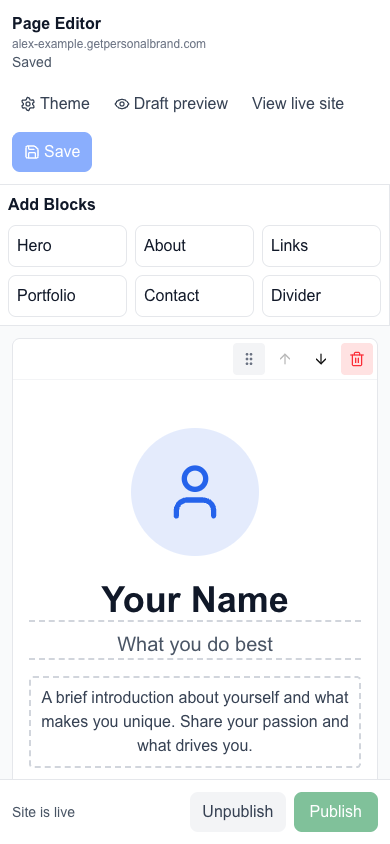 Page Editor
alex-example.getpersonalbrand.com
Saved
Theme Draft preview View live site
Save
Add Blocks
Hero About Links
Portfolio Contact Divider
Your Name
What you do best
A brief introduction about yourself and what
makes you unique. Share your passion and
what drives you.
Site is live Unpublish Publish